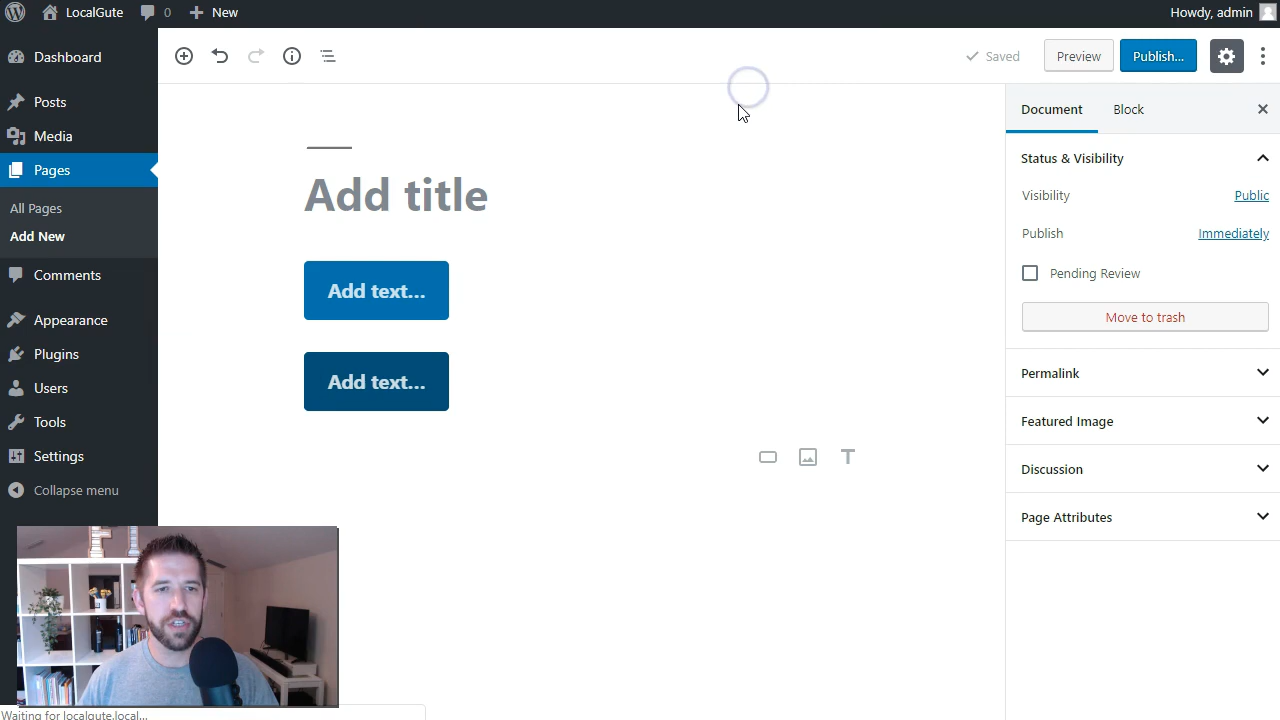 LocalGute 0 New Howdy, admin
Dashboard
Posts
Media
Pages
All Pages
Add New
Comments
Appearance
Plugins
Users
Tools
Settings
Collapse menu
Saved Preview Publish...
Add title
Add text...
Add text...
Document Block
Status & Visibility
Visibility Public
Publish Immediately
Pending Review
Move to trash
Permalink
Featured Image
Discussion
Page Attributes
Waiting for localgute.local...